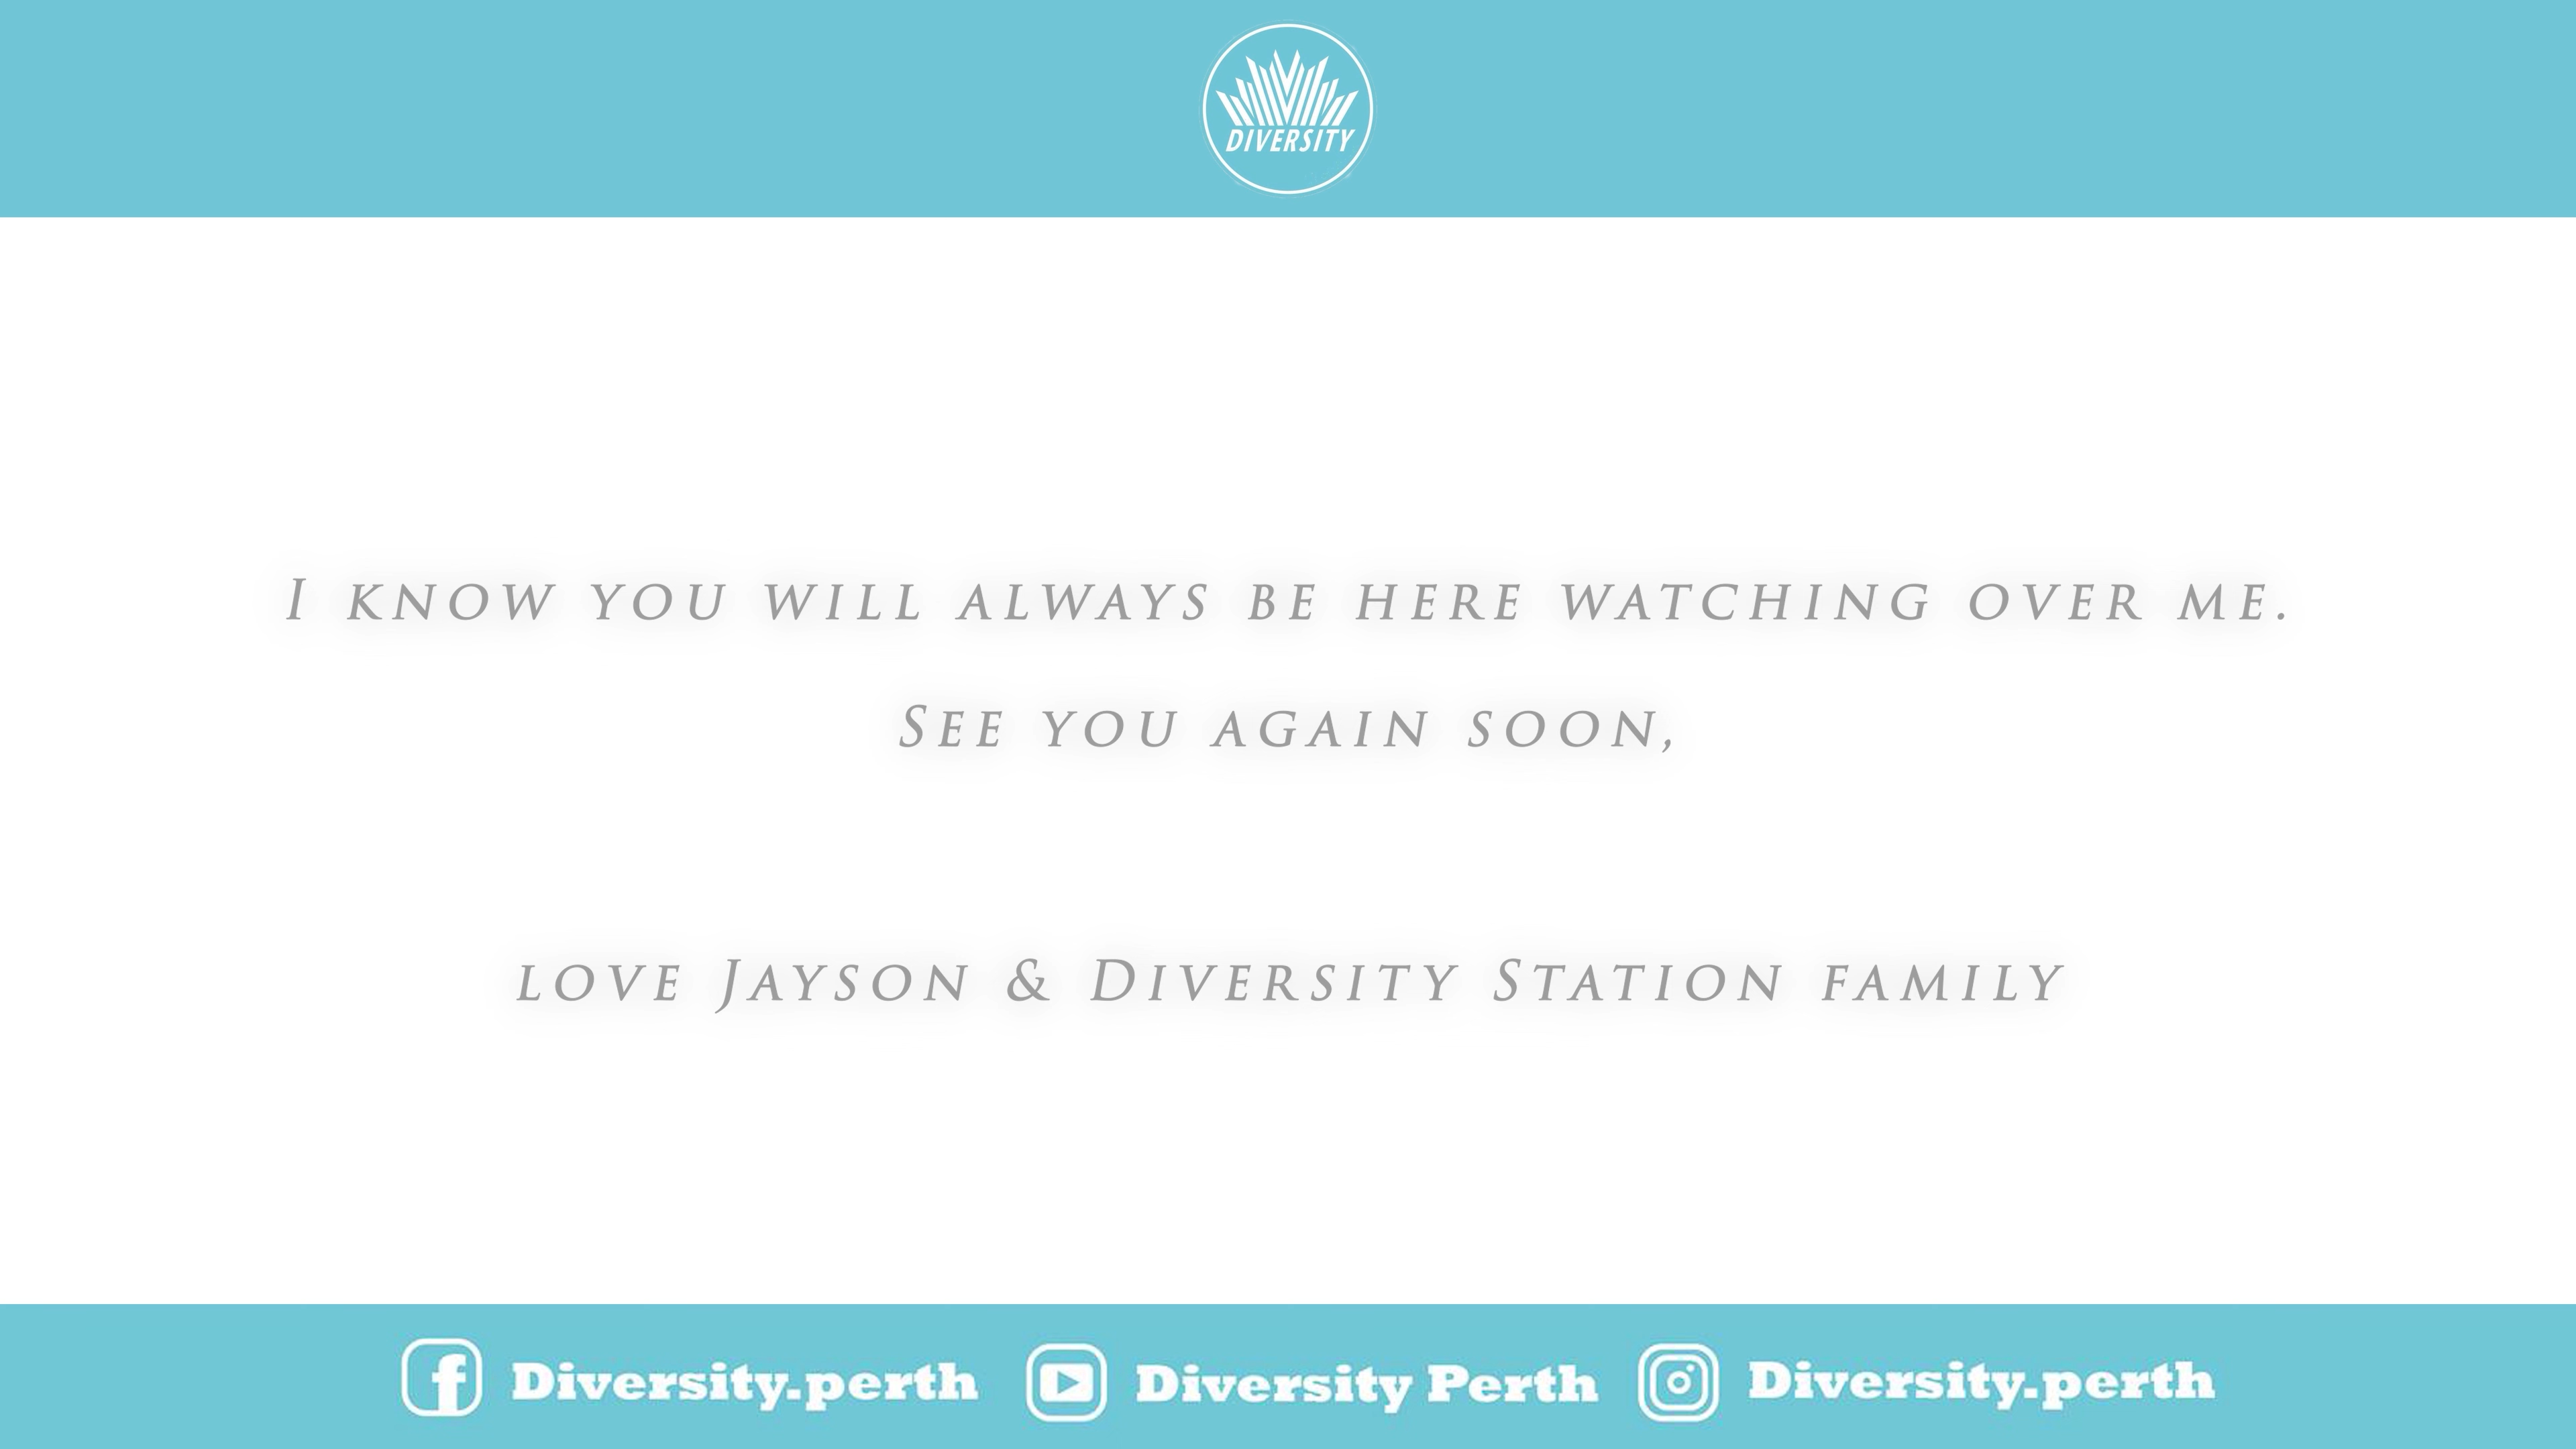 DIVERSITY
I KNOW YOU WILL ALWAYS BE HERE WATCHING OVER ME.
SEE YOU AGAIN SOON,
LOVE JAYSON & DIVERSITY STATION FAMILY
Diversity.perth Diversity Perth Diversity.perth